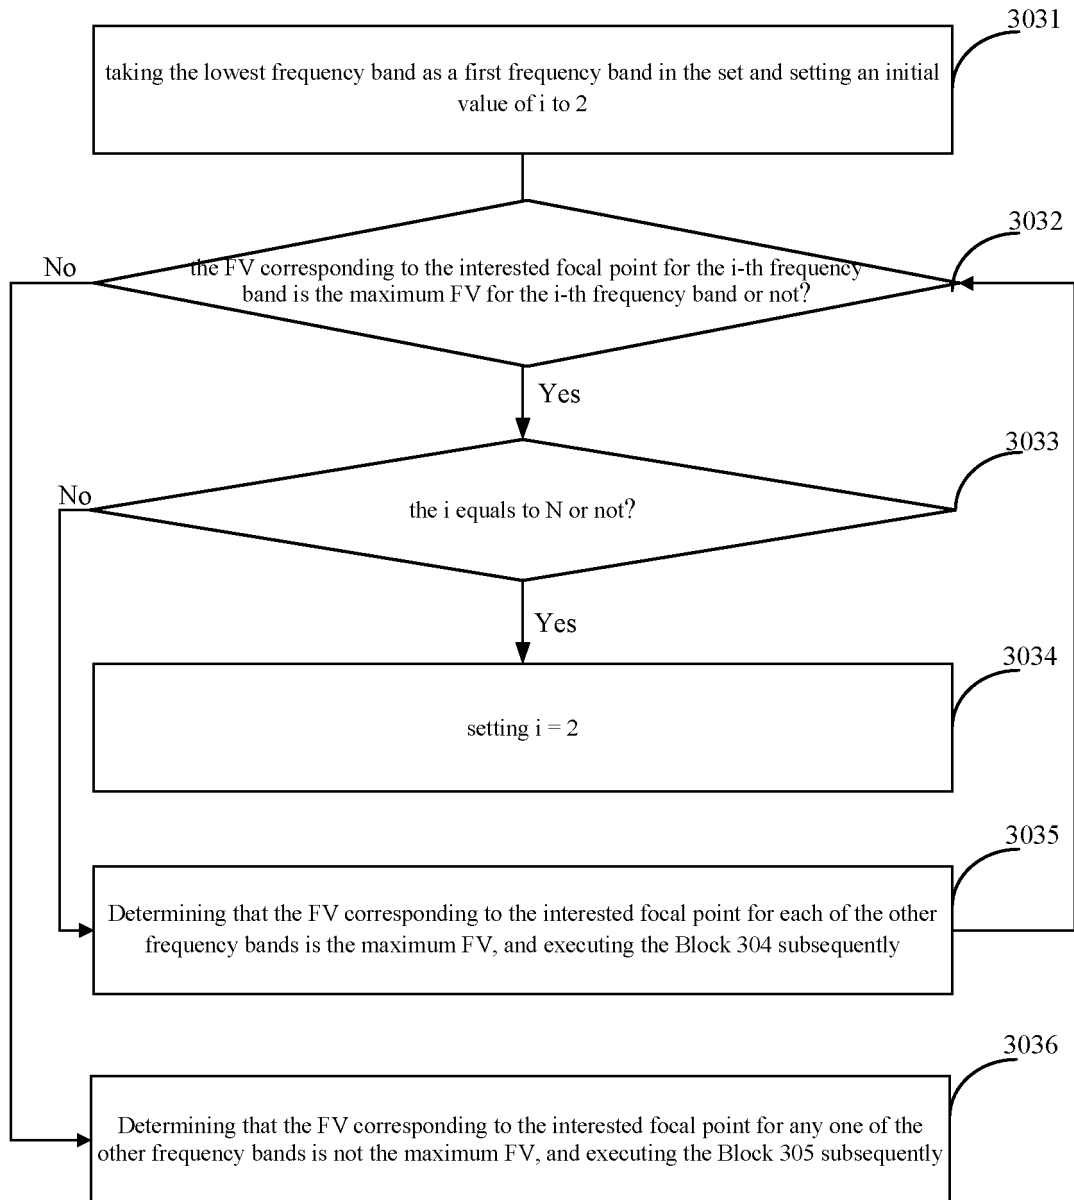 3031
taking the lowest frequency band as a first frequency band in the set and setting an initial
value of i to 2
3032
No
the FV corresponding to the interested focal point for the i-th frequency
band is the maximum FV for the i-th frequency band or not?
Yes
3033
No
the i equals to N or not?
Yes
3034
setting i = 2
3035
Determining that the FV corresponding to the interested focal point for each of the other
frequency bands is the maximum FV, and executing the Block 304 subsequently
3036
Determining that the FV corresponding to the interested focal point for any one of the
other frequency bands is not the maximum FV, and executing the Block 305 subsequently